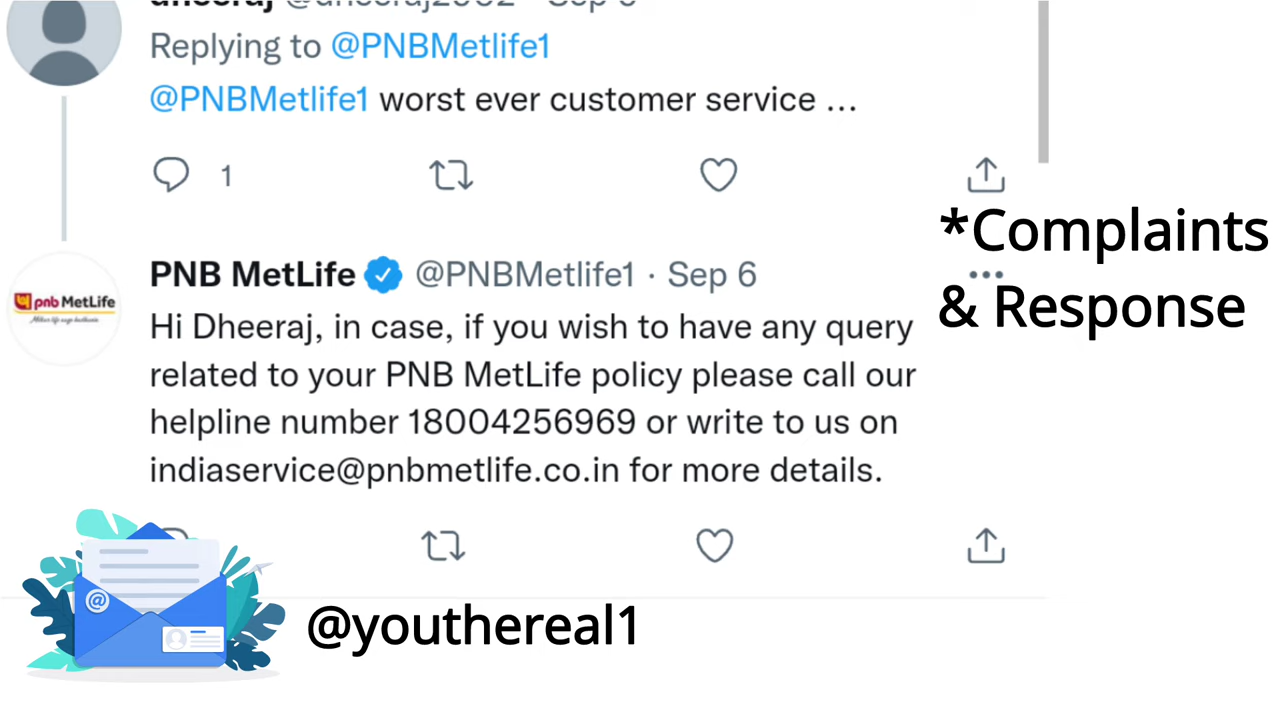 Replying to @PNBMetlife1
@PNBMetlife1 worst ever customer service ...
1
*Complaints
PNB MetLife @PNBMetlife1 · Sep 6
& Response
pnb MetLife
Hi Dheeraj, in case, if you wish to have any query
related to your PNB MetLife policy please call our
helpline number 18004256969 or write to us on
indiaservice@pnbmetlife.co.in for more details.
@youthereal1